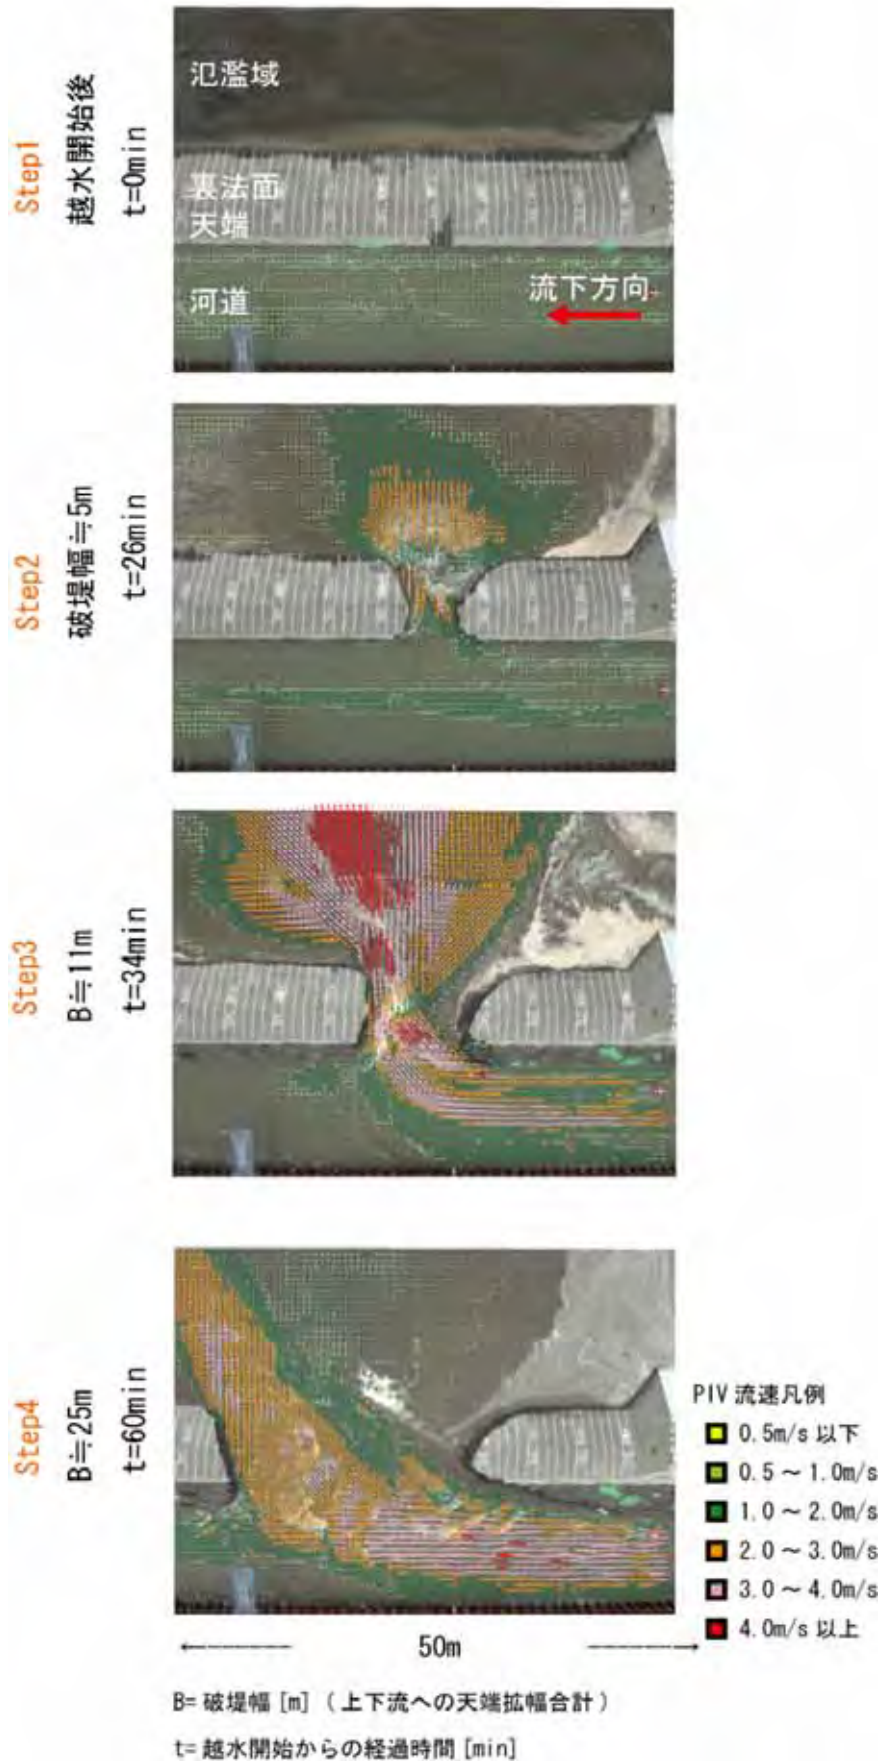 Step1
越水開始後
t=0min
氾濫域
裏法面
天端
河道
流下方向
Step2
破堤幅≒5m
t=26min
Step3
B≒11m
t=34min
Step4
B≒25m
t=60min
PIV 流速凡例
0.5m/s 以下
0.5 ～ 1.0m/s
1.0 ～ 2.0m/s
2.0 ～ 3.0m/s
3.0 ～ 4.0m/s
4.0m/s 以上
50m
B= 破堤幅 [m] ( 上下流への天端拡幅合計 )
t= 越水開始からの経過時間 [min]